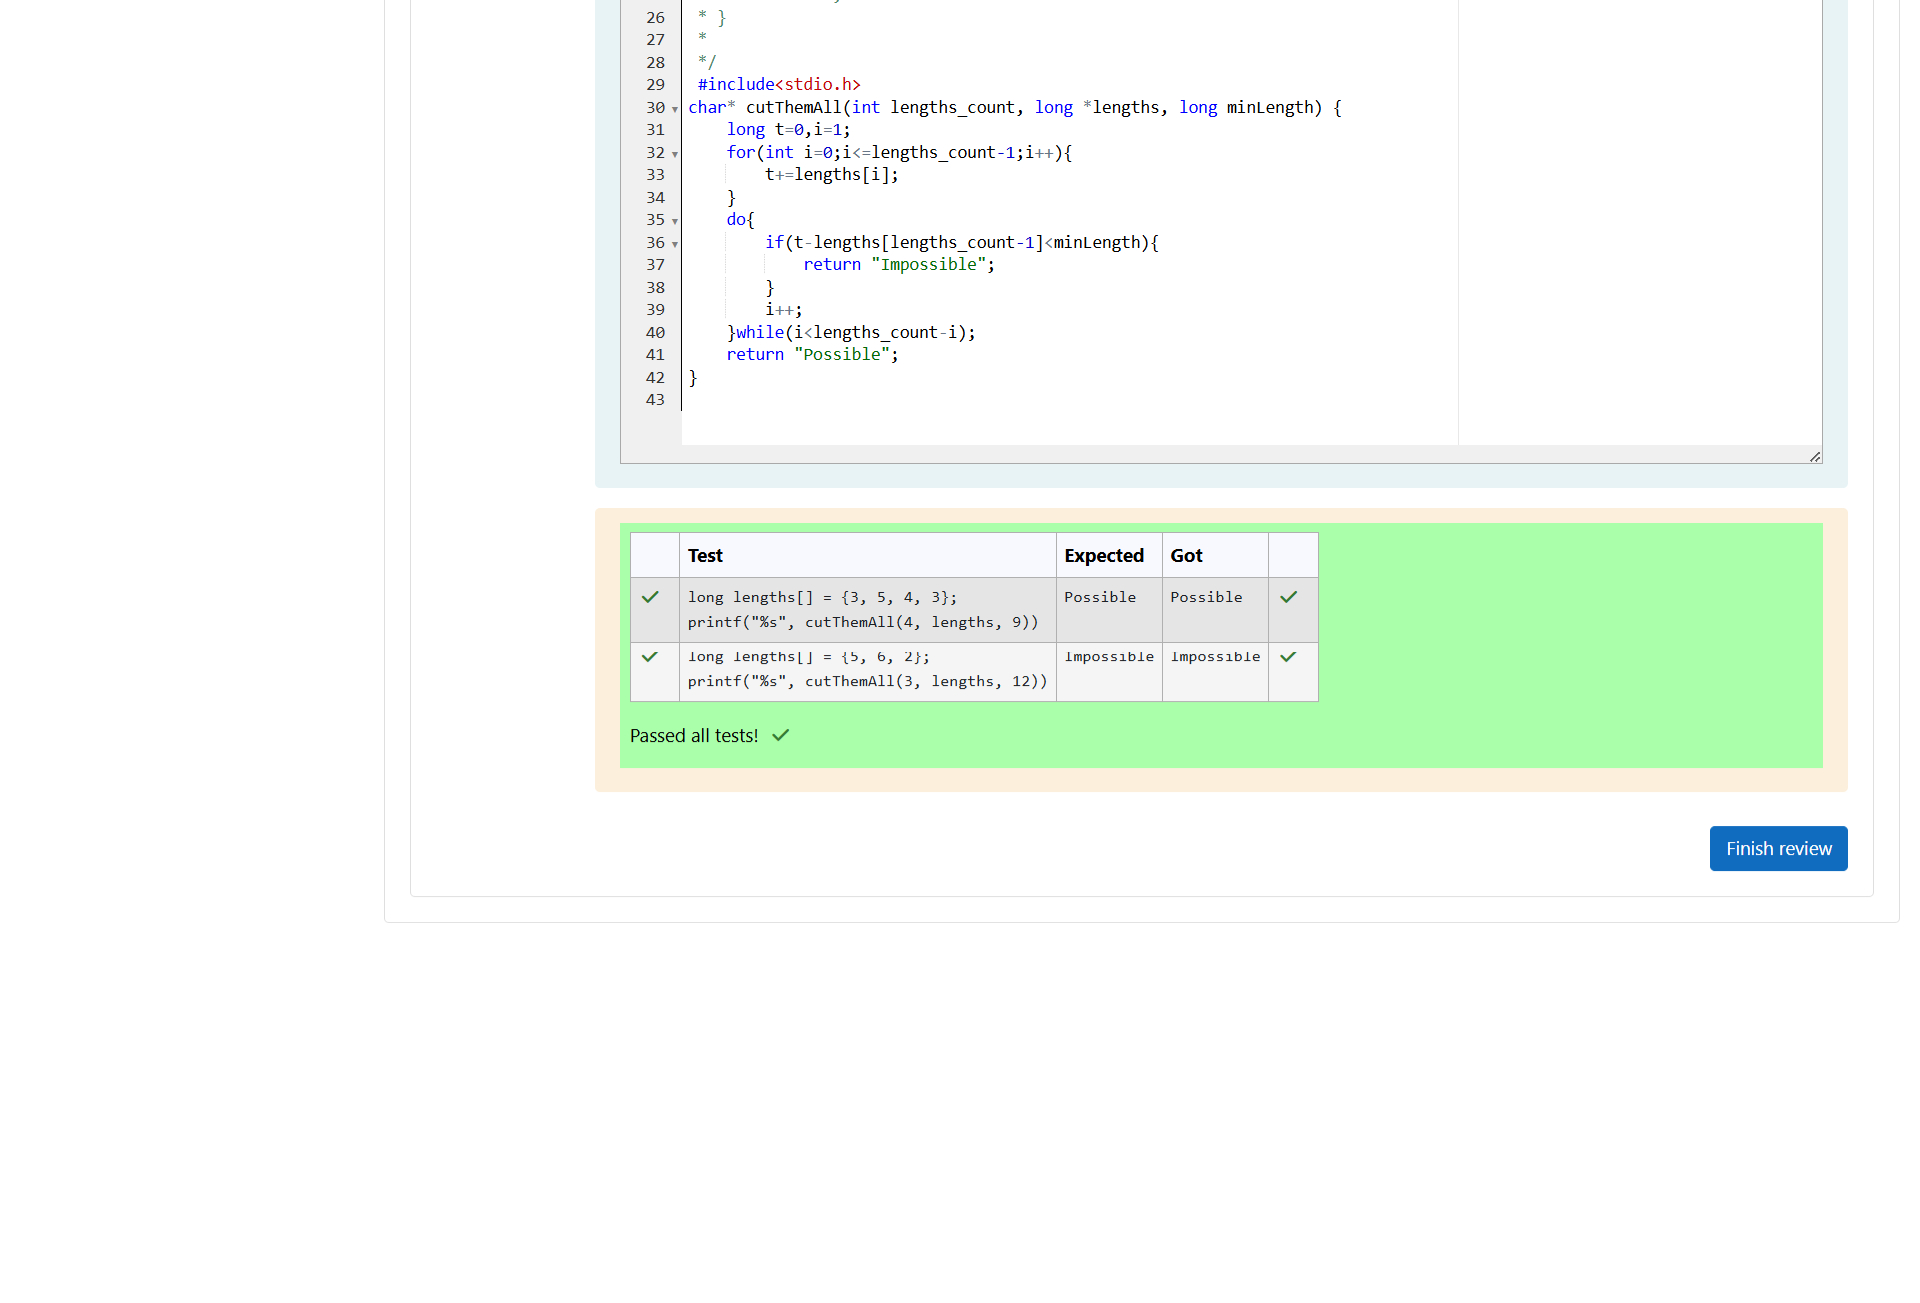 26 * }
27 *
28 */
29 #include<stdio.h>
30 char* cutThemAll(int lengths_count, long *lengths, long minLength) {
31 long t=0,i=1;
32 for(int i=0;i<=lengths_count-1;i++){
33 t+=lengths[i];
34 }
35 do{
36 if(t-lengths[lengths_count-1]<minLength){
37 return "Impossible";
38 }
39 i++;
40 }while(i<lengths_count-i);
41 return "Possible";
42 }
43
Test Expected Got
long lengths[] = {3, 5, 4, 3}; Possible Possible
printf("%s", cutThemAll(4, lengths, 9))
long lengths[] = {5, 6, 2}; Impossible Impossible
printf("%s", cutThemAll(3, lengths, 12))
Passed all tests!
Finish review